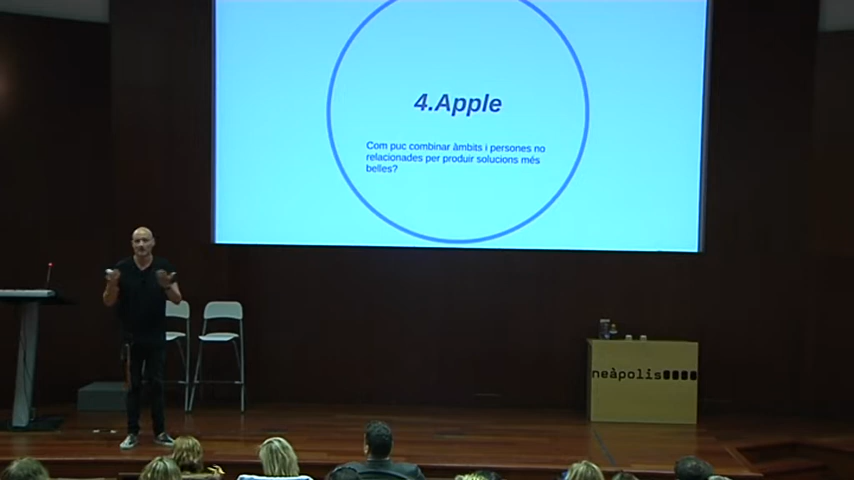 4.Apple
Com puc combinar àmbits i persones no
relacionades per produir solucions més
belles?
neàpolis